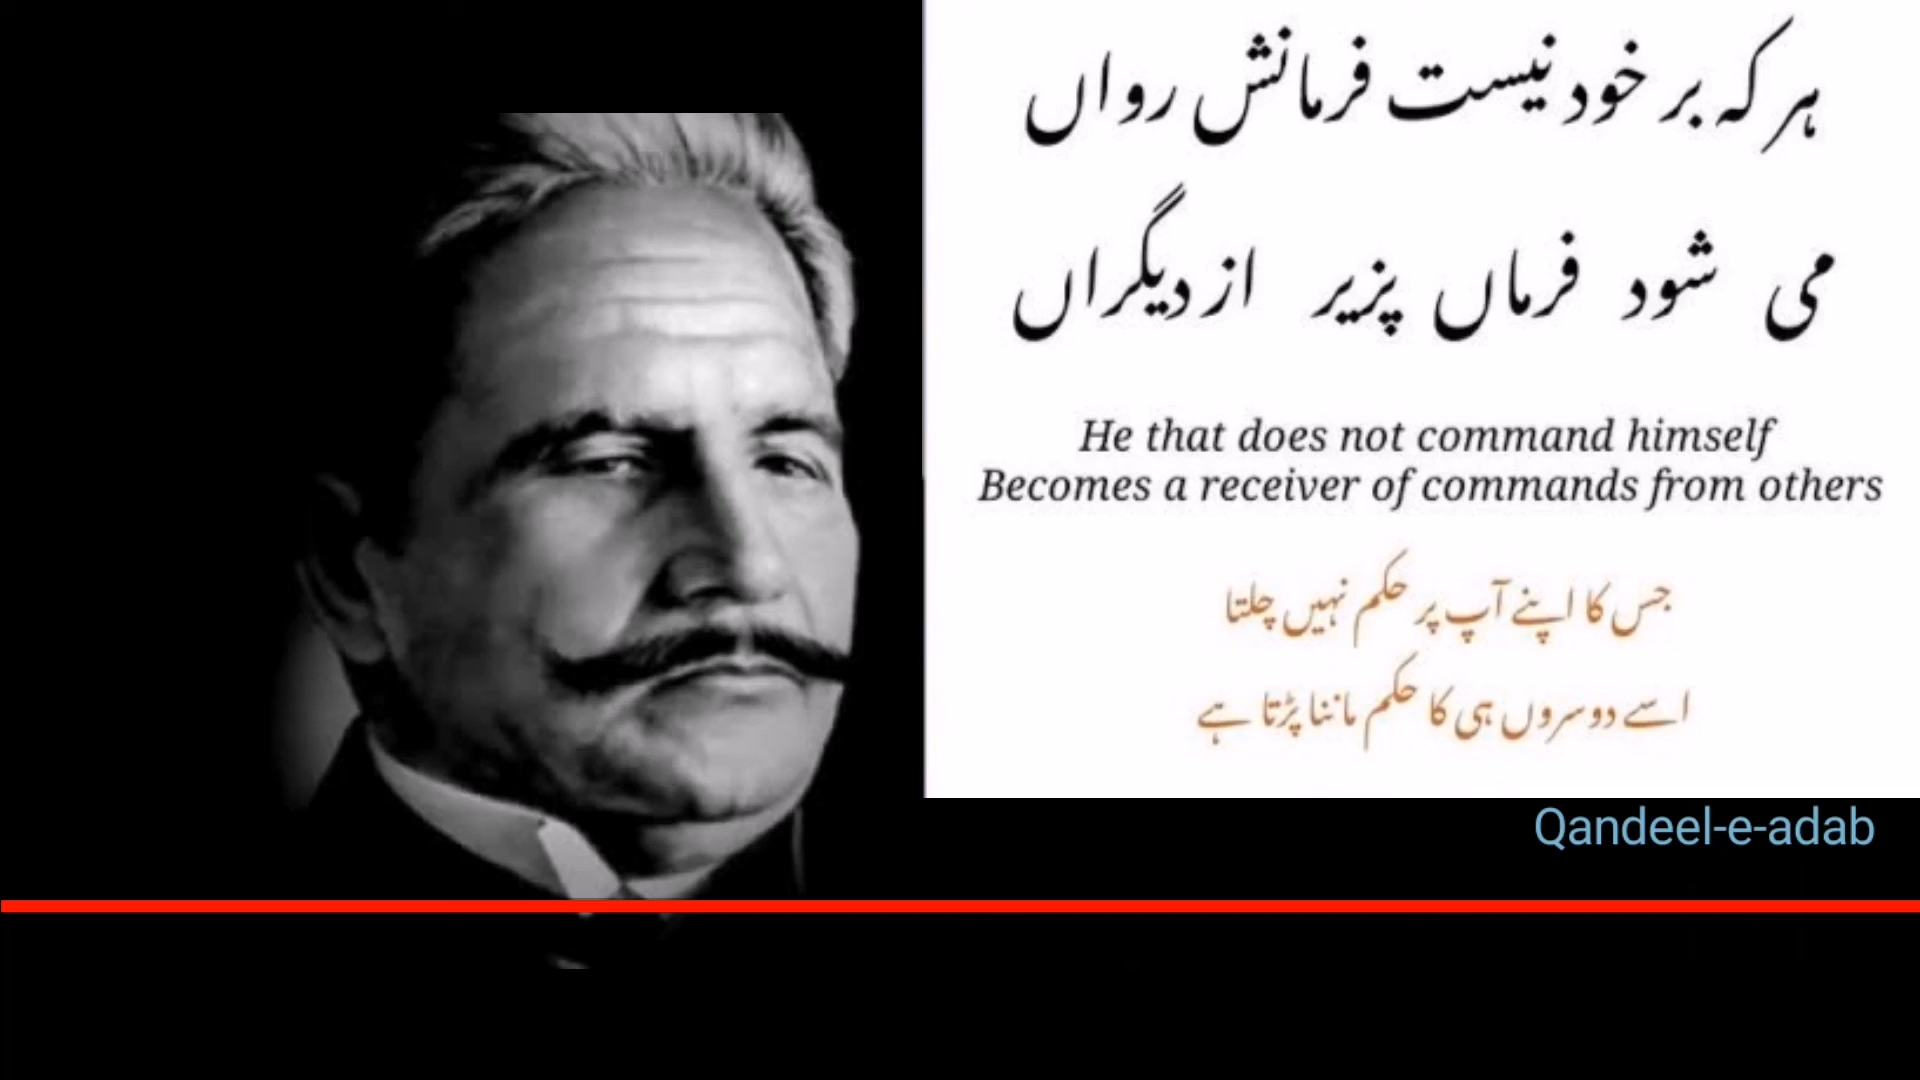 ہر کہ بر خود نیست فرمانش رواں
می شود فرماں پزیر از دیگراں
He that does not command himself
Becomes a receiver of commands from others
جس کا اپنے آپ پر حکم نہیں چلتا
اسے دوسروں ہی کا حکم ماننا پڑتا ہے
Qandeel-e-adab